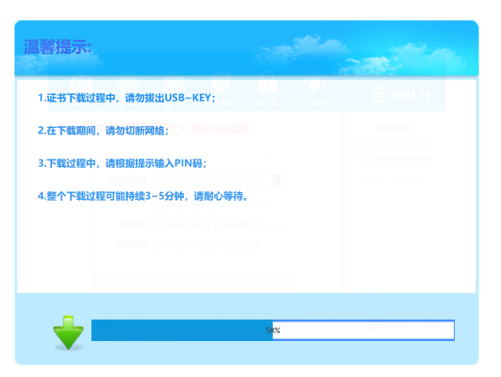 温馨提示:
1.证书下载过程中，请勿拔出USB~KEY；
2.在下载期间，请勿切断网络；
3.下载过程中，请根据提示输入PIN码；
4.整个下载过程可能持续3~5分钟，请耐心等待。